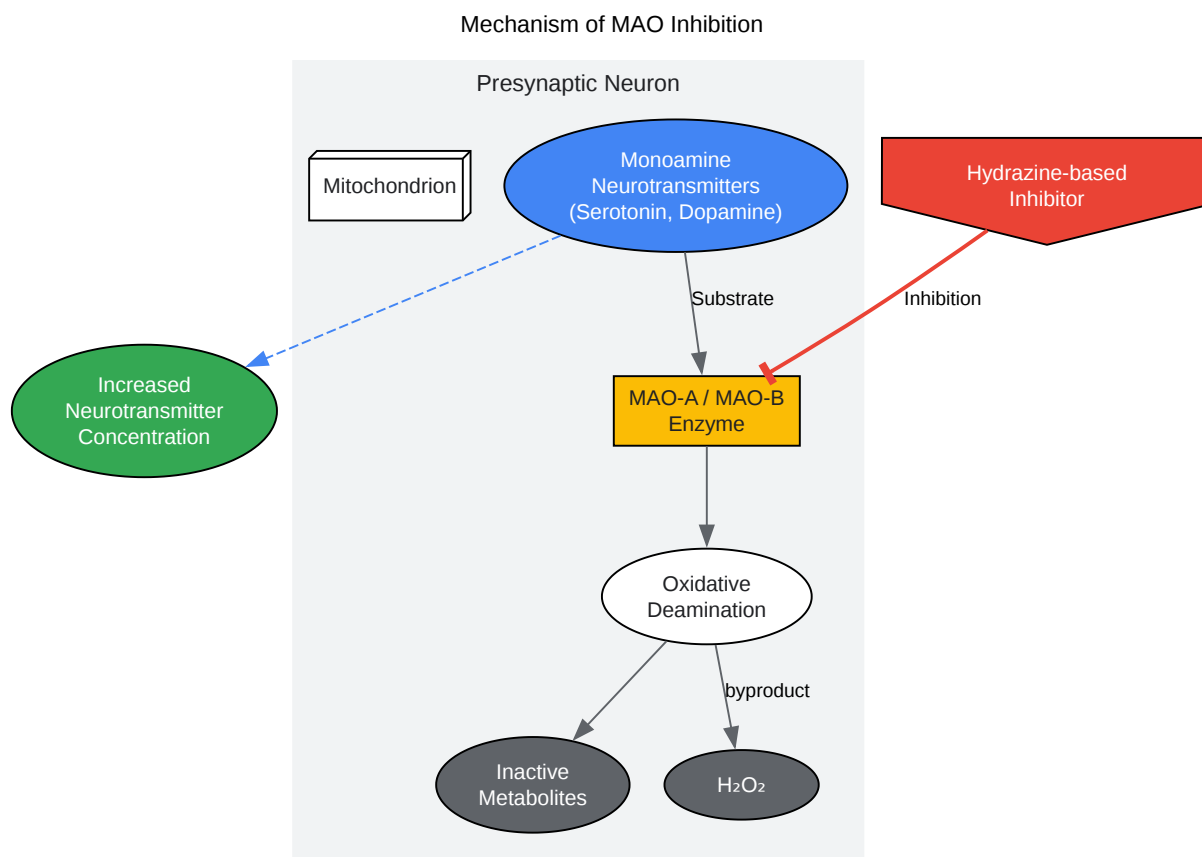 Mechanism of MAO Inhibition
Presynaptic Neuron
Mitochondrion
Monoamine
Neurotransmitters
(Serotonin, Dopamine)
Hydrazine-based
Inhibitor
Substrate
Inhibition
Increased
Neurotransmitter
Concentration
MAO-A / MAO-B
Enzyme
Oxidative
Deamination
byproduct
Inactive
Metabolites
H₂O₂